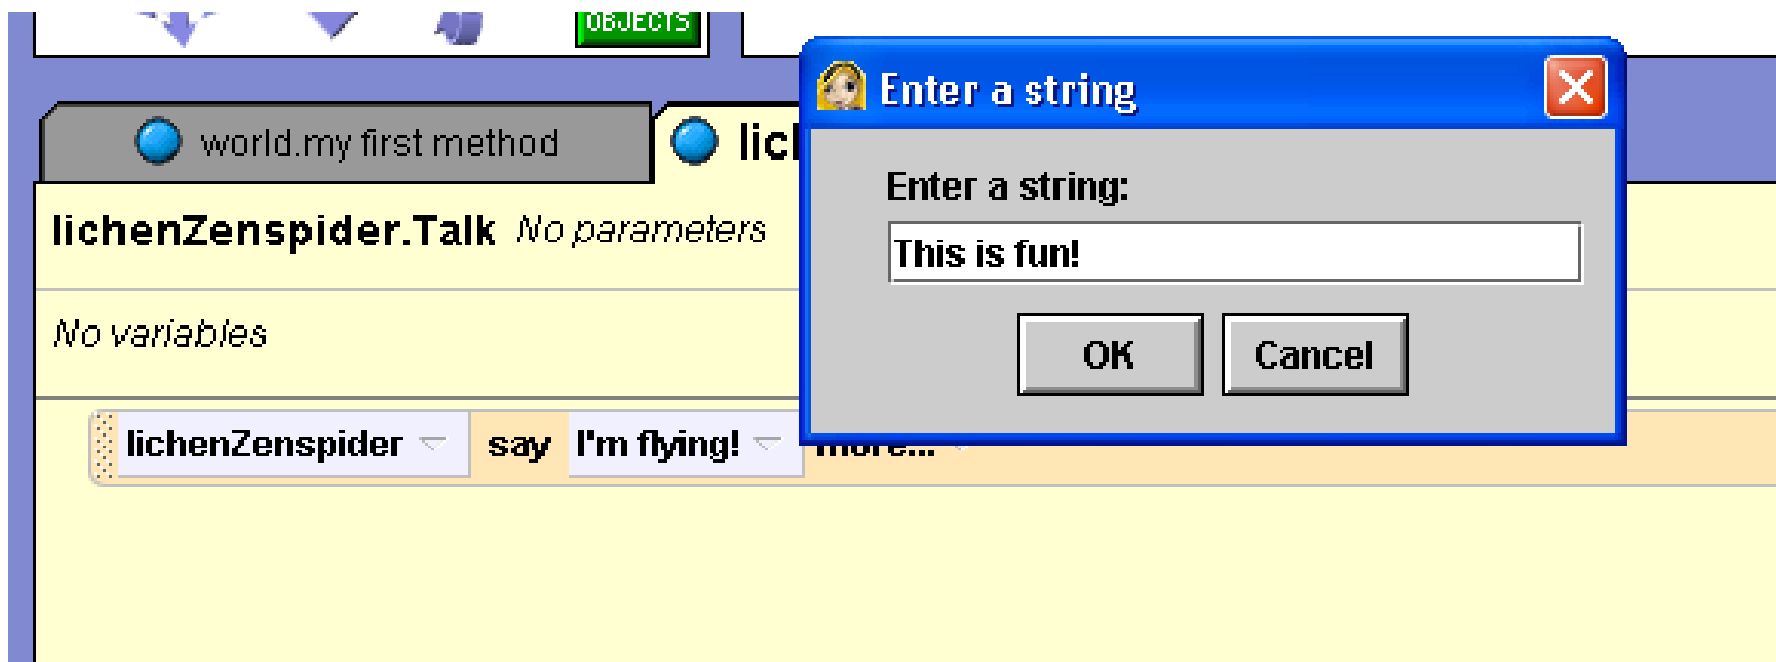 OBJECTS
Enter a string
world.my first method
Enter a string:
lichenZenspider.Talk No parameters
This is fun!
No variables
OK Cancel
lichenZenspider say I'm flying! more...